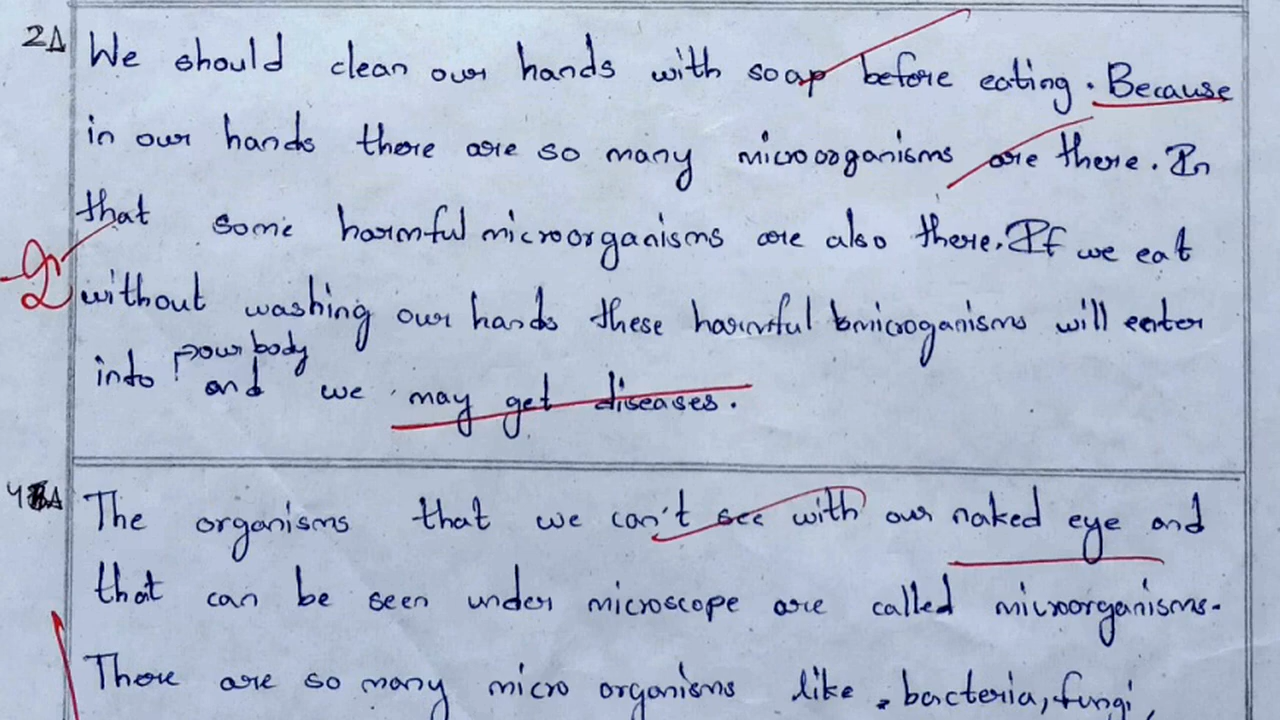 2A We should clean our hands with soap before eating. Because
in our hands there are so many microorganisms are there. In
that some harmful microorganisms are also there. If we eat
without washing our hands these harmful microganisms will enter
into our body and we may get diseases.
4A The organisms that we can't see with our naked eye and
that can be seen under microscope are called microorganisms.
There are so many micro organisms like, bacteria, fungi,